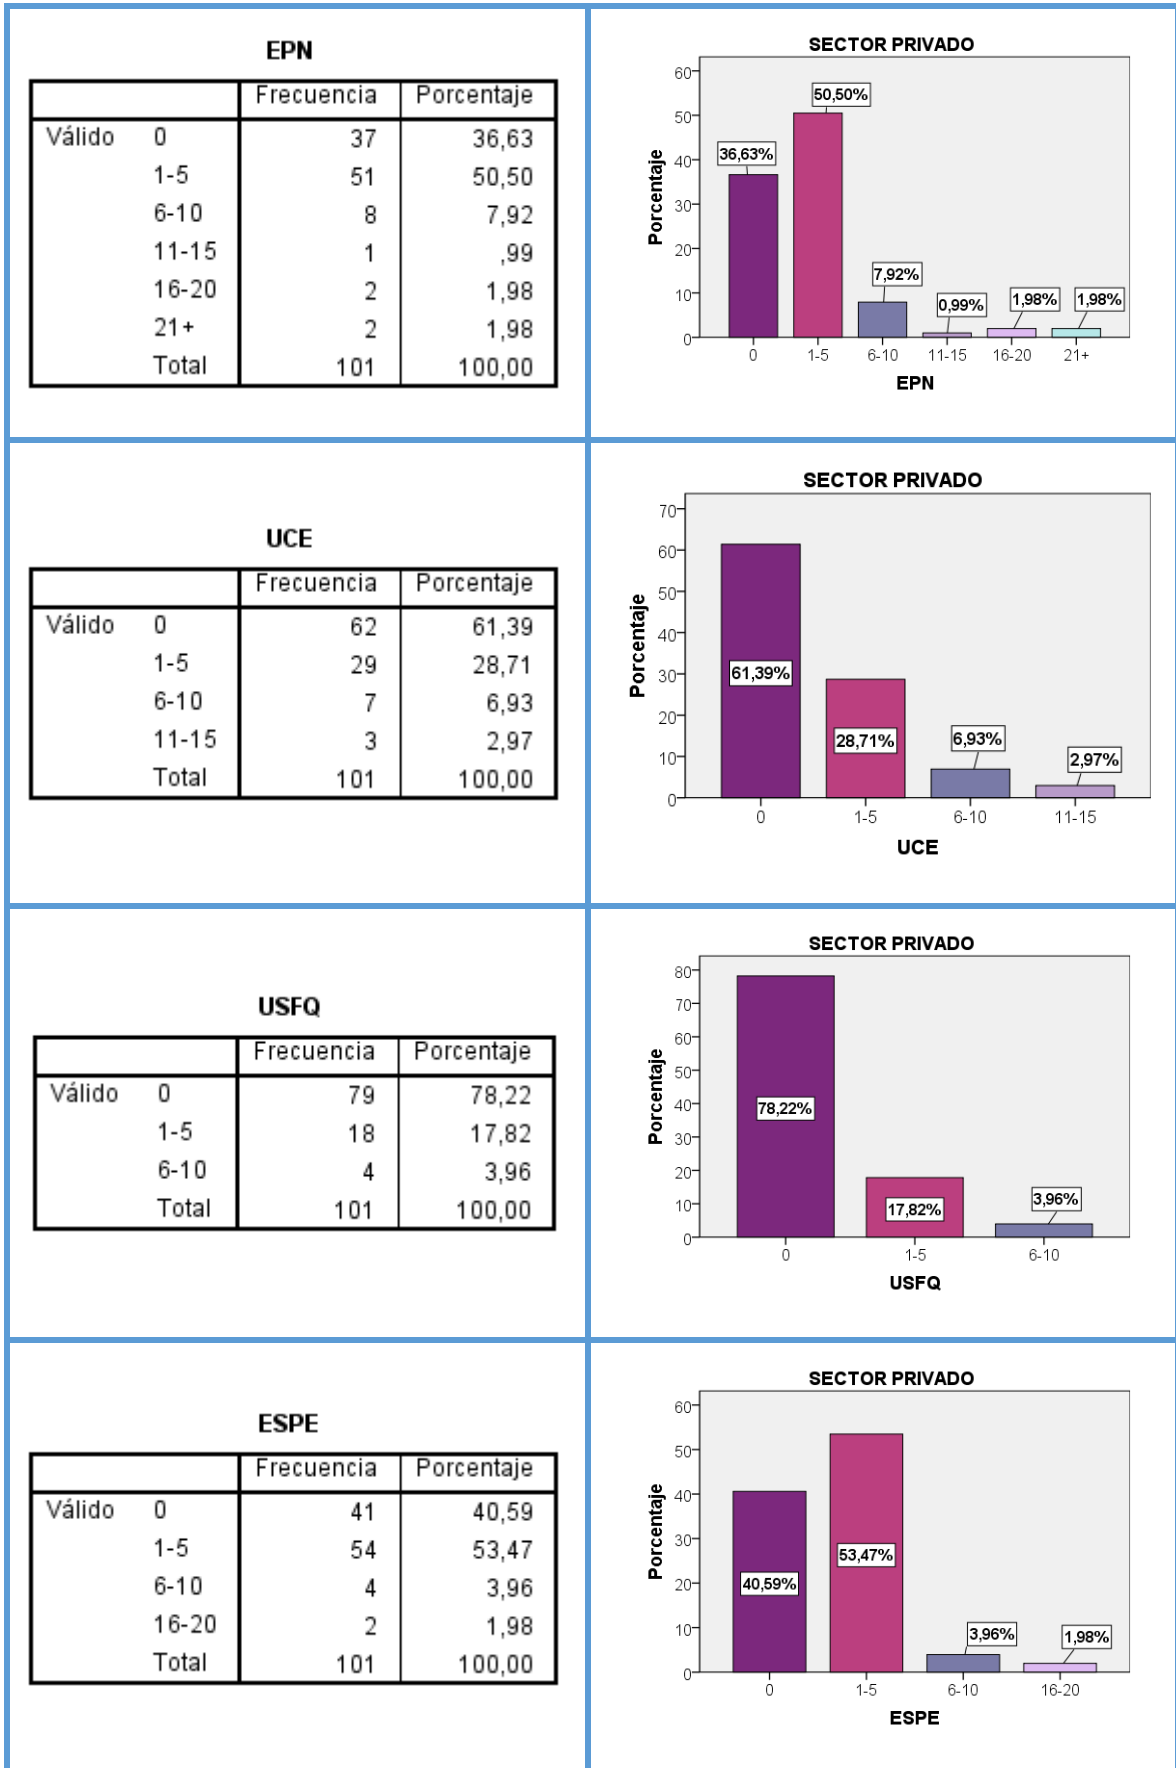 EPN
Frecuencia Porcentaje
Válido 0 37 36,63
1-5 51 50,50
6-10 8 7,92
11-15 1 ,99
16-20 2 1,98
21+ 2 1,98
Total 101 100,00
SECTOR PRIVADO
Porcentaje
60
50
40
30
20
10
0
36,63%
50,50%
7,92%
0,99%
1,98%
1,98%
0 1-5 6-10 11-15 16-20 21+
EPN
UCE
Frecuencia Porcentaje
Válido 0 62 61,39
1-5 29 28,71
6-10 7 6,93
11-15 3 2,97
Total 101 100,00
SECTOR PRIVADO
Porcentaje
70
60
50
40
30
20
10
0
61,39%
28,71%
6,93%
2,97%
0 1-5 6-10 11-15
UCE
USFQ
Frecuencia Porcentaje
Válido 0 79 78,22
1-5 18 17,82
6-10 4 3,96
Total 101 100,00
SECTOR PRIVADO
Porcentaje
80
70
60
50
40
30
20
10
0
78,22%
17,82%
3,96%
0 1-5 6-10
USFQ
ESPE
Frecuencia Porcentaje
Válido 0 41 40,59
1-5 54 53,47
6-10 4 3,96
16-20 2 1,98
Total 101 100,00
SECTOR PRIVADO
Porcentaje
60
50
40
30
20
10
0
40,59%
53,47%
3,96%
1,98%
0 1-5 6-10 16-20
ESPE